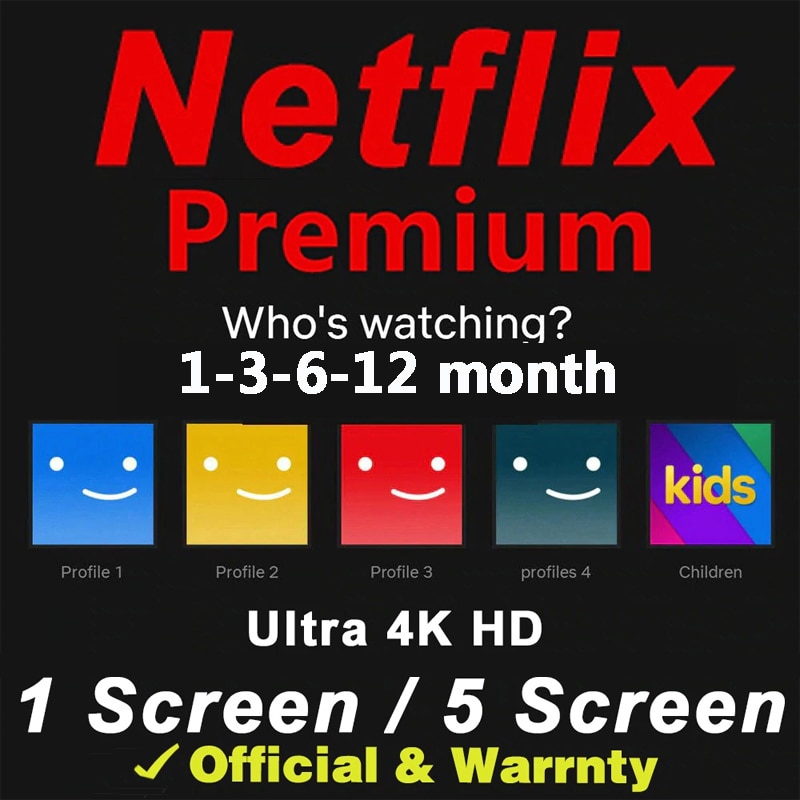 Netflix
Premium
Who's watching?
1-3-6-12 month
kids
Profile 1 Profile 2 Profile 3 profiles 4 Children
Ultra 4K HD
1 Screen / 5 Screen
✓ Official & Warrnty